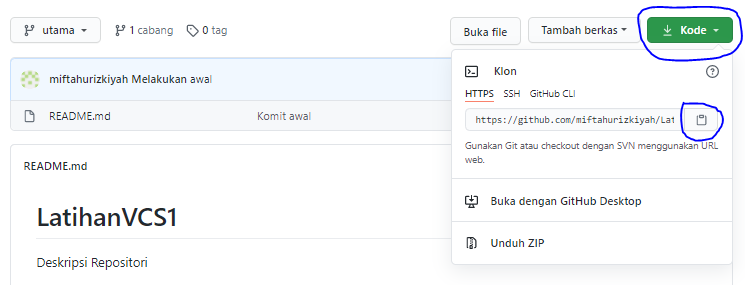 utama
1 cabang
0 tag
Buka file
Tambah berkas
Kode
miftahurizkiyah Melakukan awal
README.md
Komit awal
Klon
HTTPS SSH GitHub CLI
https://github.com/miftahurizkiyah/Lat
Gunakan Git atau checkout dengan SVN menggunakan URL
web.
Buka dengan GitHub Desktop
Unduh ZIP
README.md
LatihanVCS1
Deskripsi Repositori